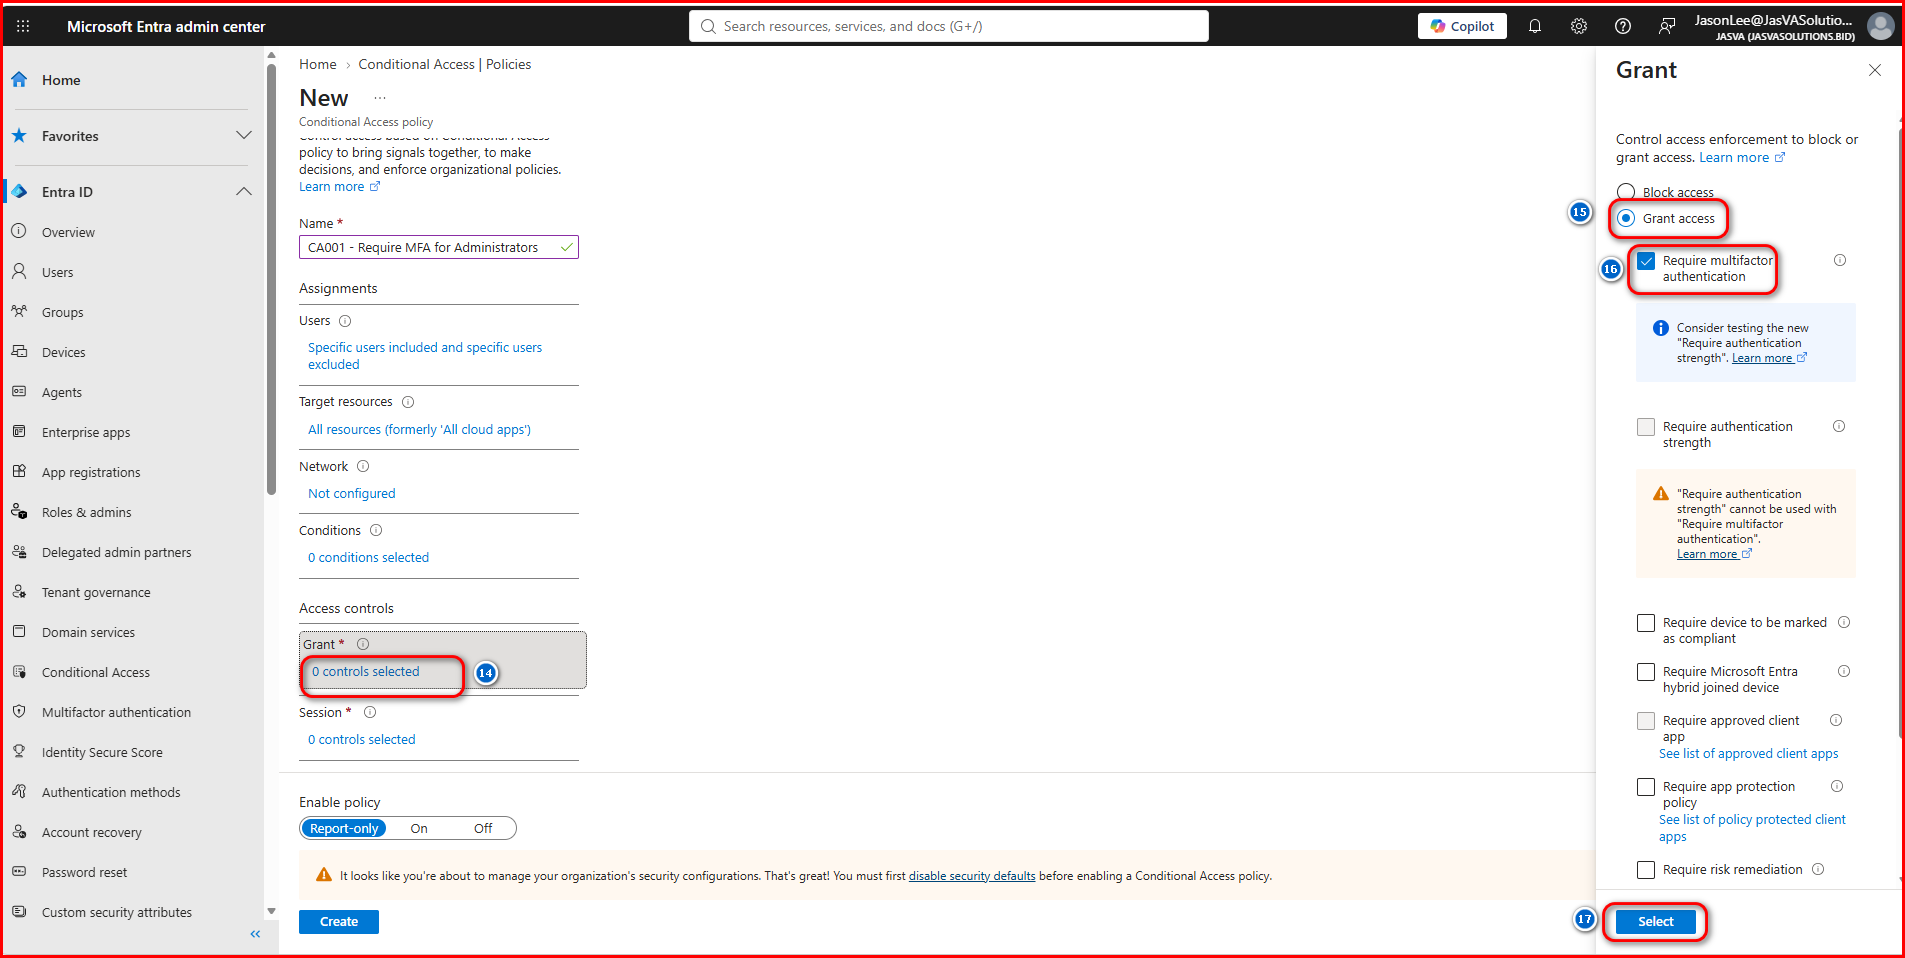 Microsoft Entra admin center
Search resources, services, and docs (G+/)
Copilot
JasonLee@JasVASolutio...
JASVA (JASVASOLUTIONS.BID)
Home
Favorites
Entra ID
Overview
Users
Groups
Devices
Agents
Enterprise apps
App registrations
Roles & admins
Delegated admin partners
Tenant governance
Domain services
Conditional Access
Multifactor authentication
Identity Secure Score
Authentication methods
Account recovery
Password reset
Custom security attributes
«
Home > Conditional Access | Policies
New ...
Conditional Access policy
Control access based on Conditional Access
policy to bring signals together, to make
decisions, and enforce organizational policies.
Learn more
Name *
CA001 - Require MFA for Administrators
Assignments
Users
Specific users included and specific users
excluded
Target resources
All resources (formerly 'All cloud apps')
Network
Not configured
Conditions
0 conditions selected
Access controls
Grant *
0 controls selected
14
Session *
0 controls selected
Enable policy
Report-only On Off
It looks like you're about to manage your organization's security configurations. That's great! You must first disable security defaults before enabling a Conditional Access policy.
Create
Grant
Control access enforcement to block or
grant access. Learn more
Block access
15
Grant access
16
Require multifactor
authentication
Consider testing the new
"Require authentication
strength". Learn more
Require authentication
strength
"Require authentication
strength" cannot be used with
"Require multifactor
authentication".
Learn more
Require device to be marked
as compliant
Require Microsoft Entra
hybrid joined device
Require approved client
app
See list of approved client apps
Require app protection
policy
See list of policy protected client
apps
Require risk remediation
17
Select